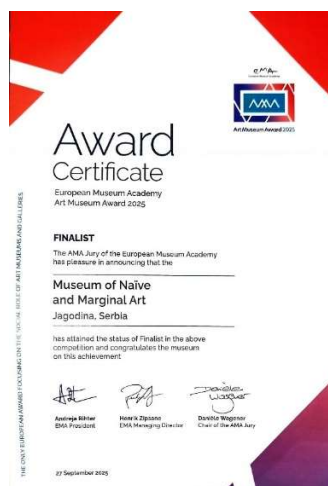 EMA
AMA
Art Museum Award 2025
Award
Certificate
European Museum Academy
Art Museum Award 2025
FINALIST
The AMA Jury of the European Museum Academy
has pleasure in announcing that the
Museum of Naïve
and Marginal Art
Jagodina, Serbia
has attained the status of Finalist in the above
competition and congratulates the museum
on this achievement
Henrik Zipsane
EMA President
EMA Managing Director
Chair of the AMA Jury
27 September 2025
THE ONLY EUROPEAN AWARD FOCUSING ON THE SOCIAL ROLE OF ART MUSEUMS AND GALLERIES